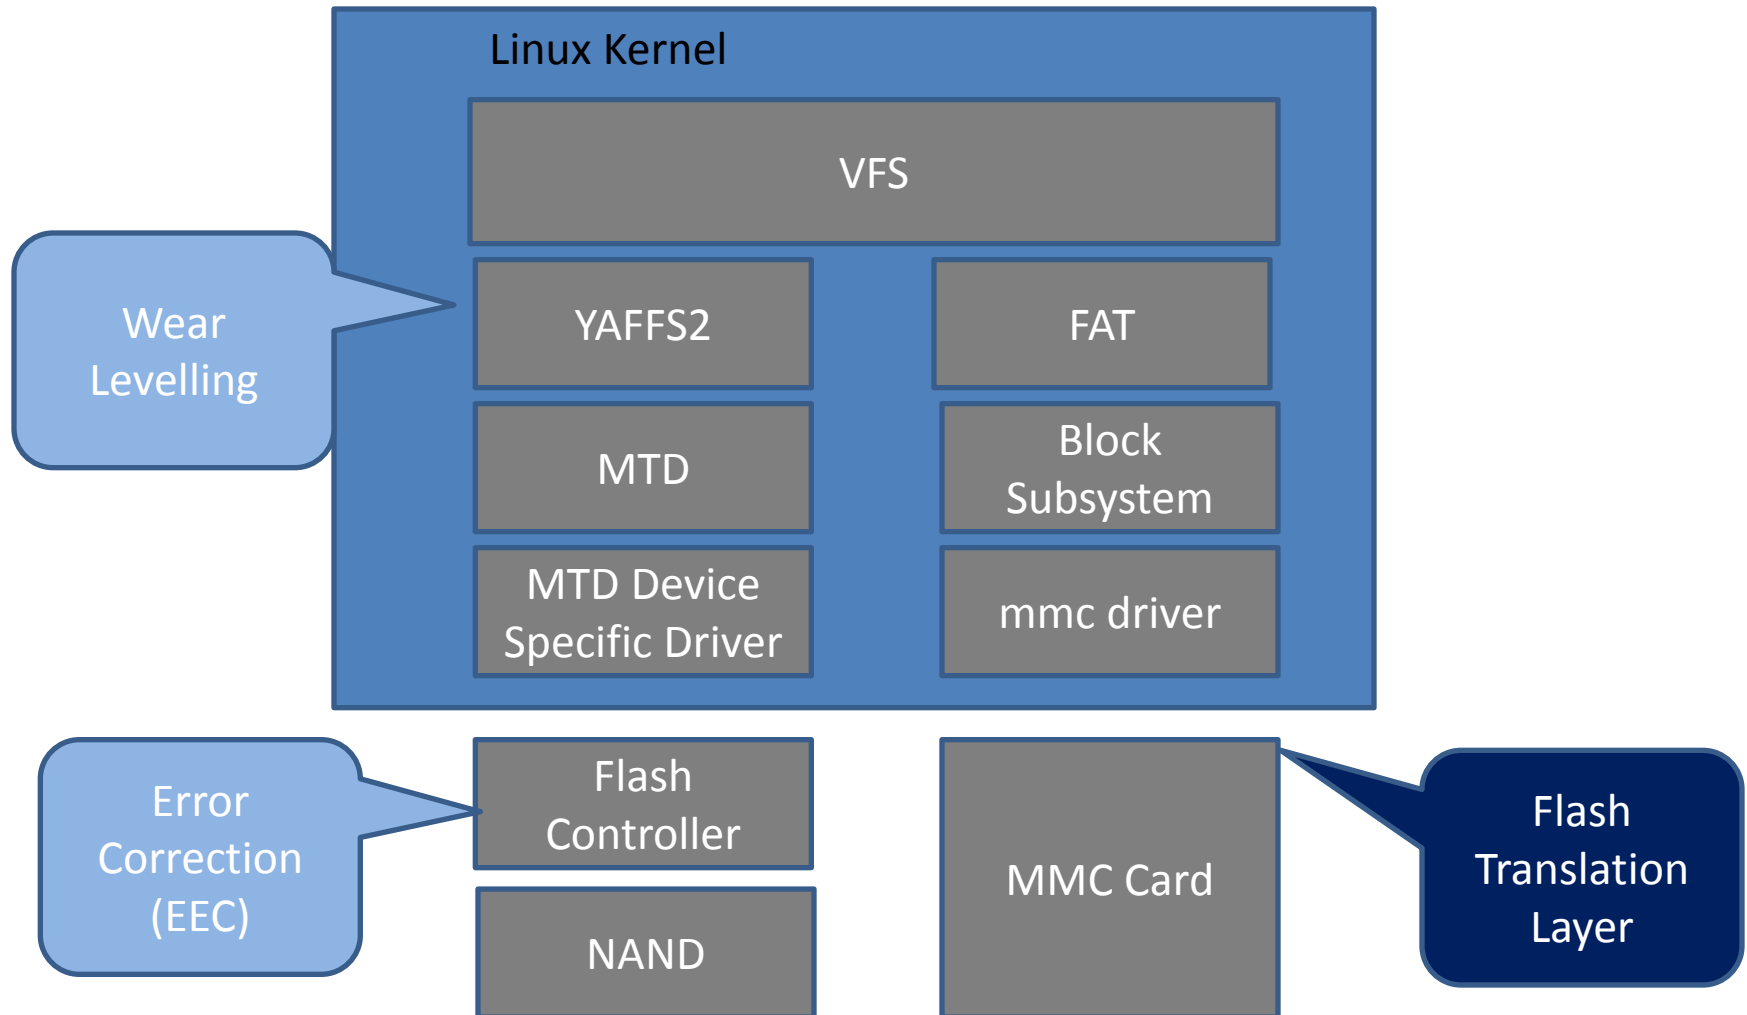 Linux Kernel
VFS
Wear
Levelling
YAFFS2
FAT
MTD
Block
Subsystem
MTD Device
Specific Driver
mmc driver
Error
Correction
(EEC)
Flash
Controller
NAND
MMC Card
Flash
Translation
Layer